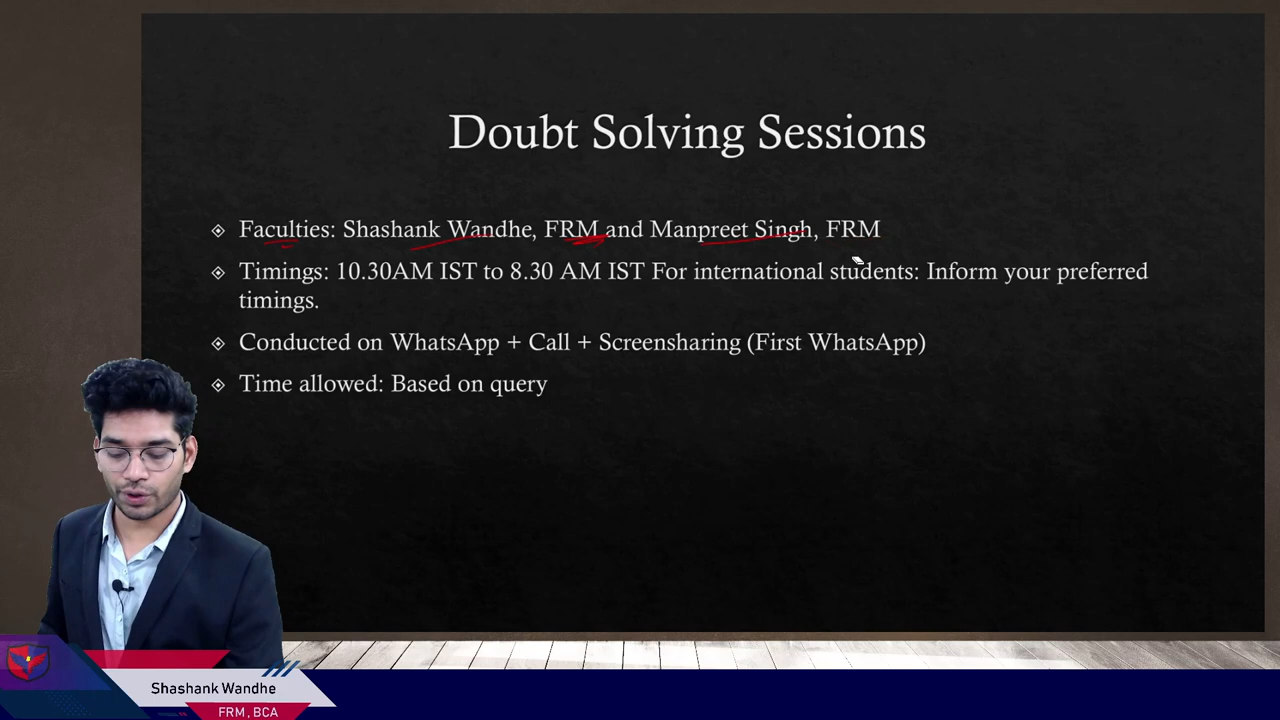 Doubt Solving Sessions
Faculties: Shashank Wandhe, FRM and Manpreet Singh, FRM
Timings: 10.30AM IST to 8.30 AM IST For international students: Inform your preferred
timings.
Conducted on WhatsApp + Call + Screensharing (First WhatsApp)
Time allowed: Based on query
Shashank Wandhe
FRM, BCA